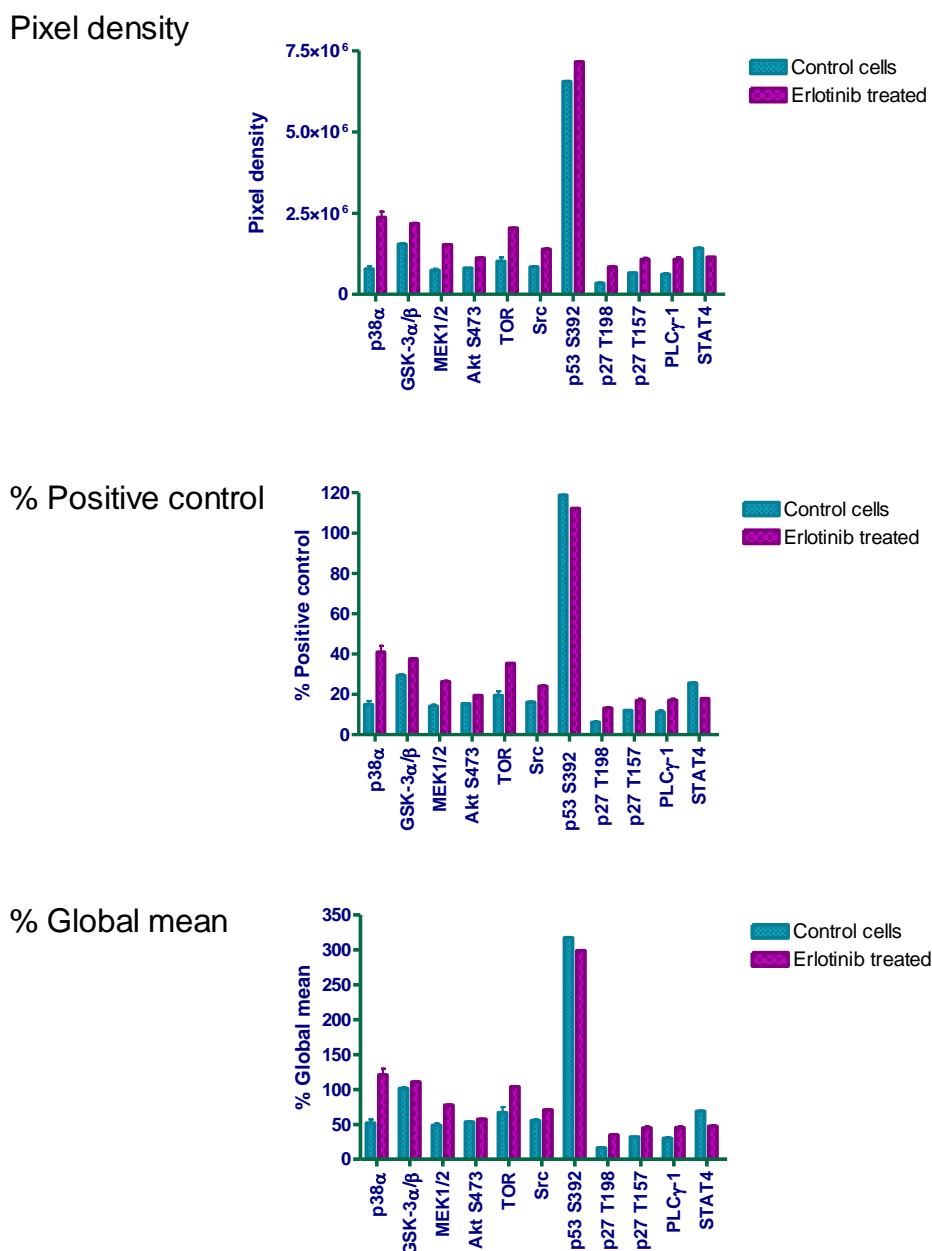 Pixel density
7.5×10⁶
5.0×10⁶
2.5×10⁶
0
Pixel density
p38α
GSK-3α/β
MEK1/2
Akt S473
TOR
Src
p53 S392
p27 T198
p27 T157
PLCγ-1
STAT4
Control cells
Erlotinib treated
% Positive control
120
100
80
60
40
20
0
% Positive control
p38α
GSK-3α/β
MEK1/2
Akt S473
TOR
Src
p53 S392
p27 T198
p27 T157
PLCγ-1
STAT4
Control cells
Erlotinib treated
% Global mean
350
300
250
200
150
100
50
0
% Global mean
p38α
GSK-3α/β
MEK1/2
Akt S473
TOR
Src
p53 S392
p27 T198
p27 T157
PLCγ-1
STAT4
Control cells
Erlotinib treated